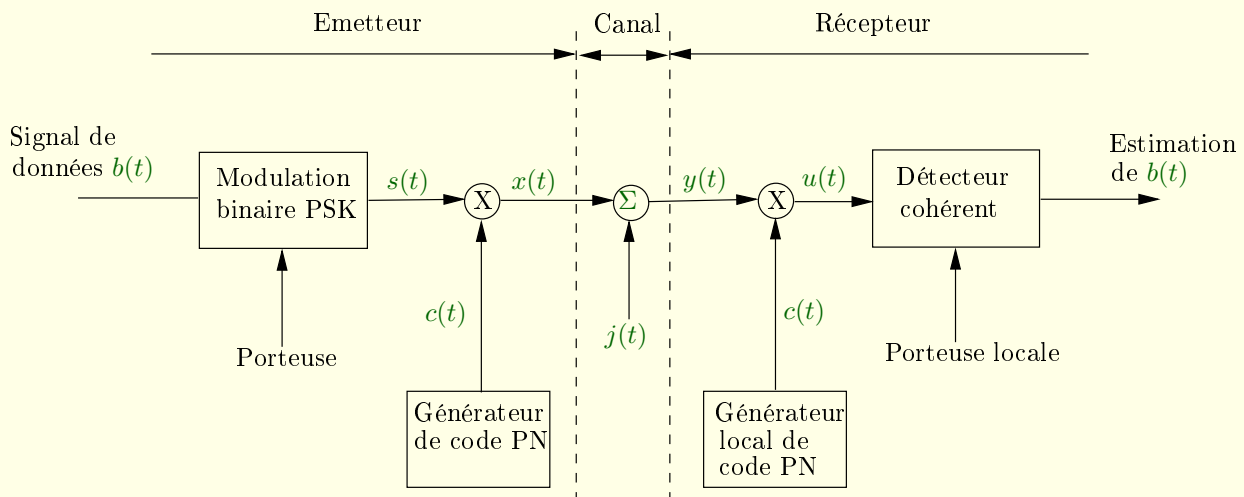 Emetteur
Canal
Récepteur
Signal de
données b(t)
Modulation
binaire PSK
s(t)
X
x(t)
Σ
y(t)
X
u(t)
Détecteur
cohérent
Estimation
de b(t)
Porteuse
c(t)
j(t)
c(t)
Porteuse locale
Générateur
de code PN
Générateur
local de
code PN